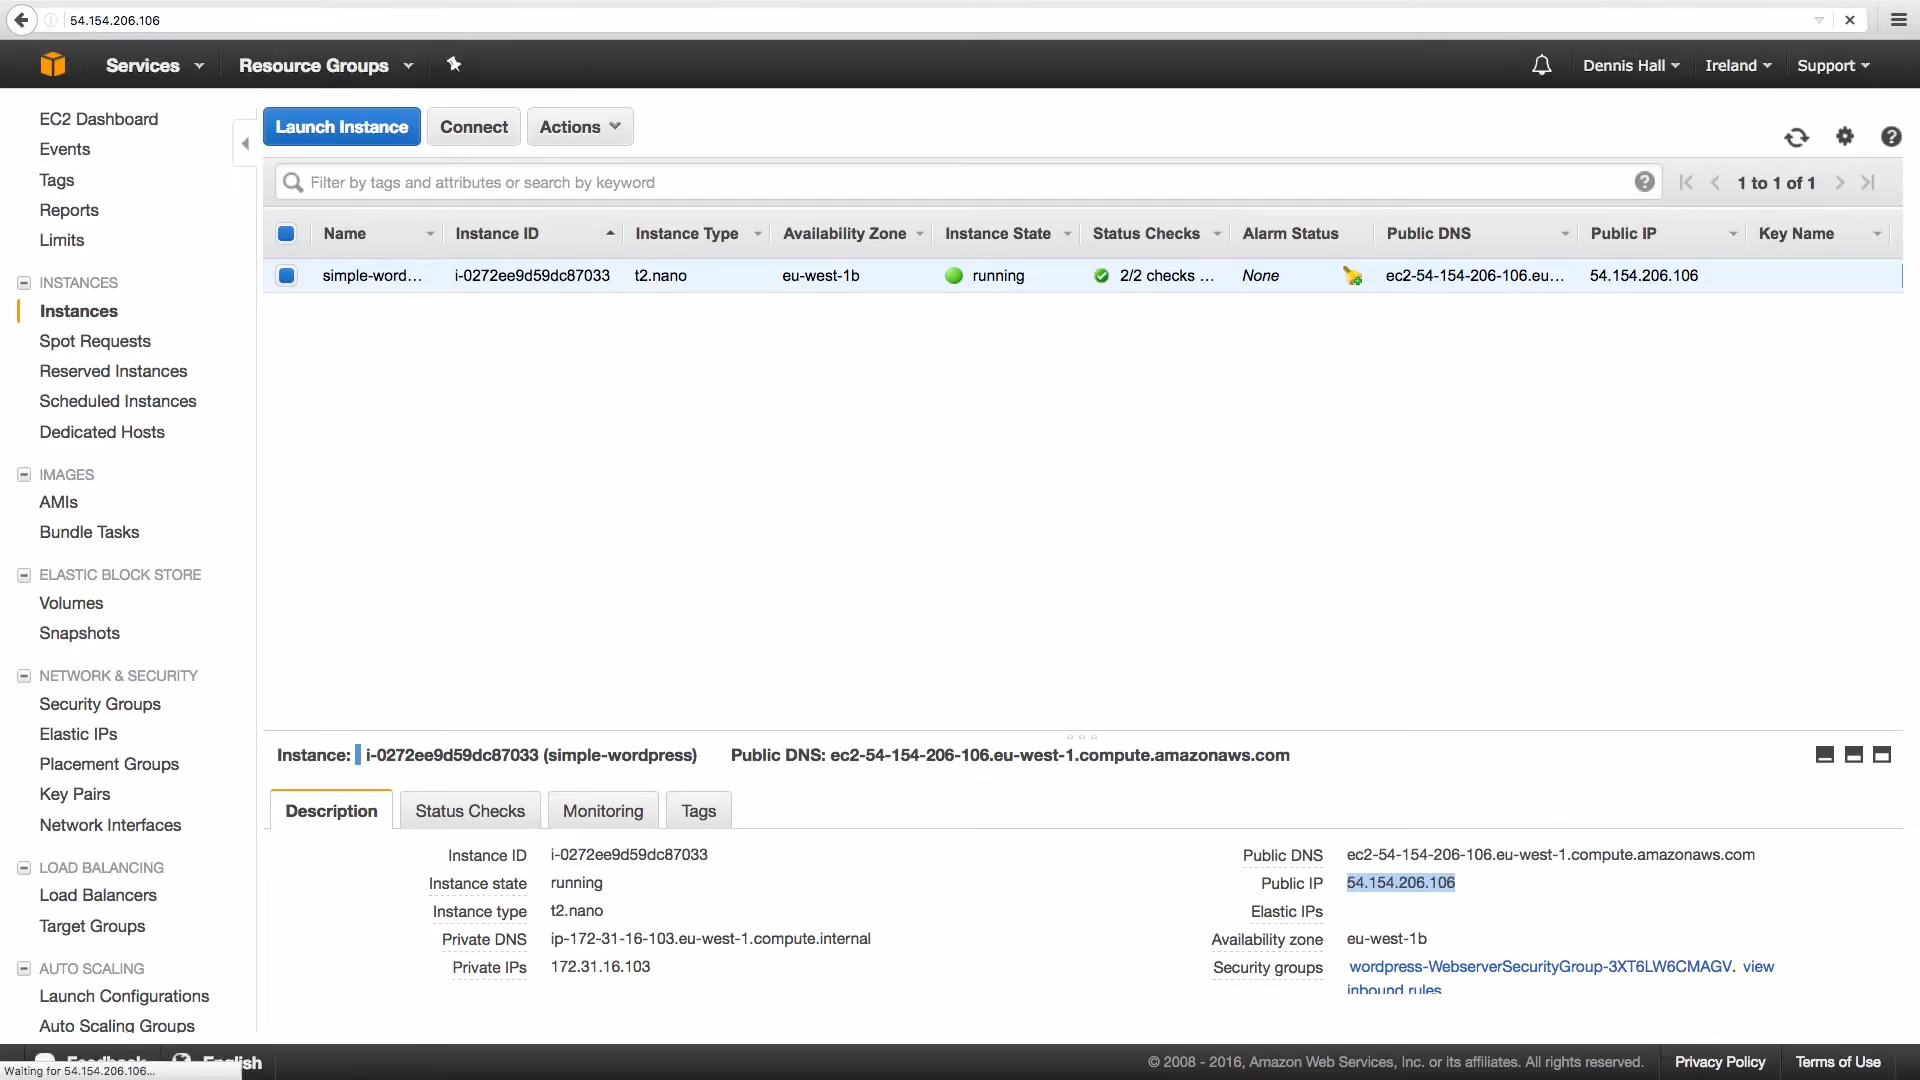 54.154.206.106
Services
Resource Groups
Dennis Hall
Ireland
Support
EC2 Dashboard
Events
Tags
Reports
Limits
INSTANCES
Instances
Spot Requests
Reserved Instances
Scheduled Instances
Dedicated Hosts
IMAGES
AMIs
Bundle Tasks
ELASTIC BLOCK STORE
Volumes
Snapshots
NETWORK & SECURITY
Security Groups
Elastic IPs
Placement Groups
Key Pairs
Network Interfaces
LOAD BALANCING
Load Balancers
Target Groups
AUTO SCALING
Launch Configurations
Auto Scaling Groups
Launch Instance
Connect
Actions
Filter by tags and attributes or search by keyword
1 to 1 of 1
Name Instance ID Instance Type Availability Zone Instance State Status Checks Alarm Status Public DNS Public IP Key Name
simple-word... i-0272ee9d59dc87033 t2.nano eu-west-1b running 2/2 checks ... None ec2-54-154-206-106.eu... 54.154.206.106
Instance: i-0272ee9d59dc87033 (simple-wordpress) Public DNS: ec2-54-154-206-106.eu-west-1.compute.amazonaws.com
Description Status Checks Monitoring Tags
Instance ID i-0272ee9d59dc87033
Instance state running
Instance type t2.nano
Private DNS ip-172-31-16-103.eu-west-1.compute.internal
Private IPs 172.31.16.103
Public DNS ec2-54-154-206-106.eu-west-1.compute.amazonaws.com
Public IP 54.154.206.106
Elastic IPs
Availability zone eu-west-1b
Security groups wordpress-WebserverSecurityGroup-3XT6LW6CMAGV. view
inbound rules
Feedback English
Waiting for 54.154.206.106...
© 2008 - 2016, Amazon Web Services, Inc. or its affiliates. All rights reserved. Privacy Policy Terms of Use